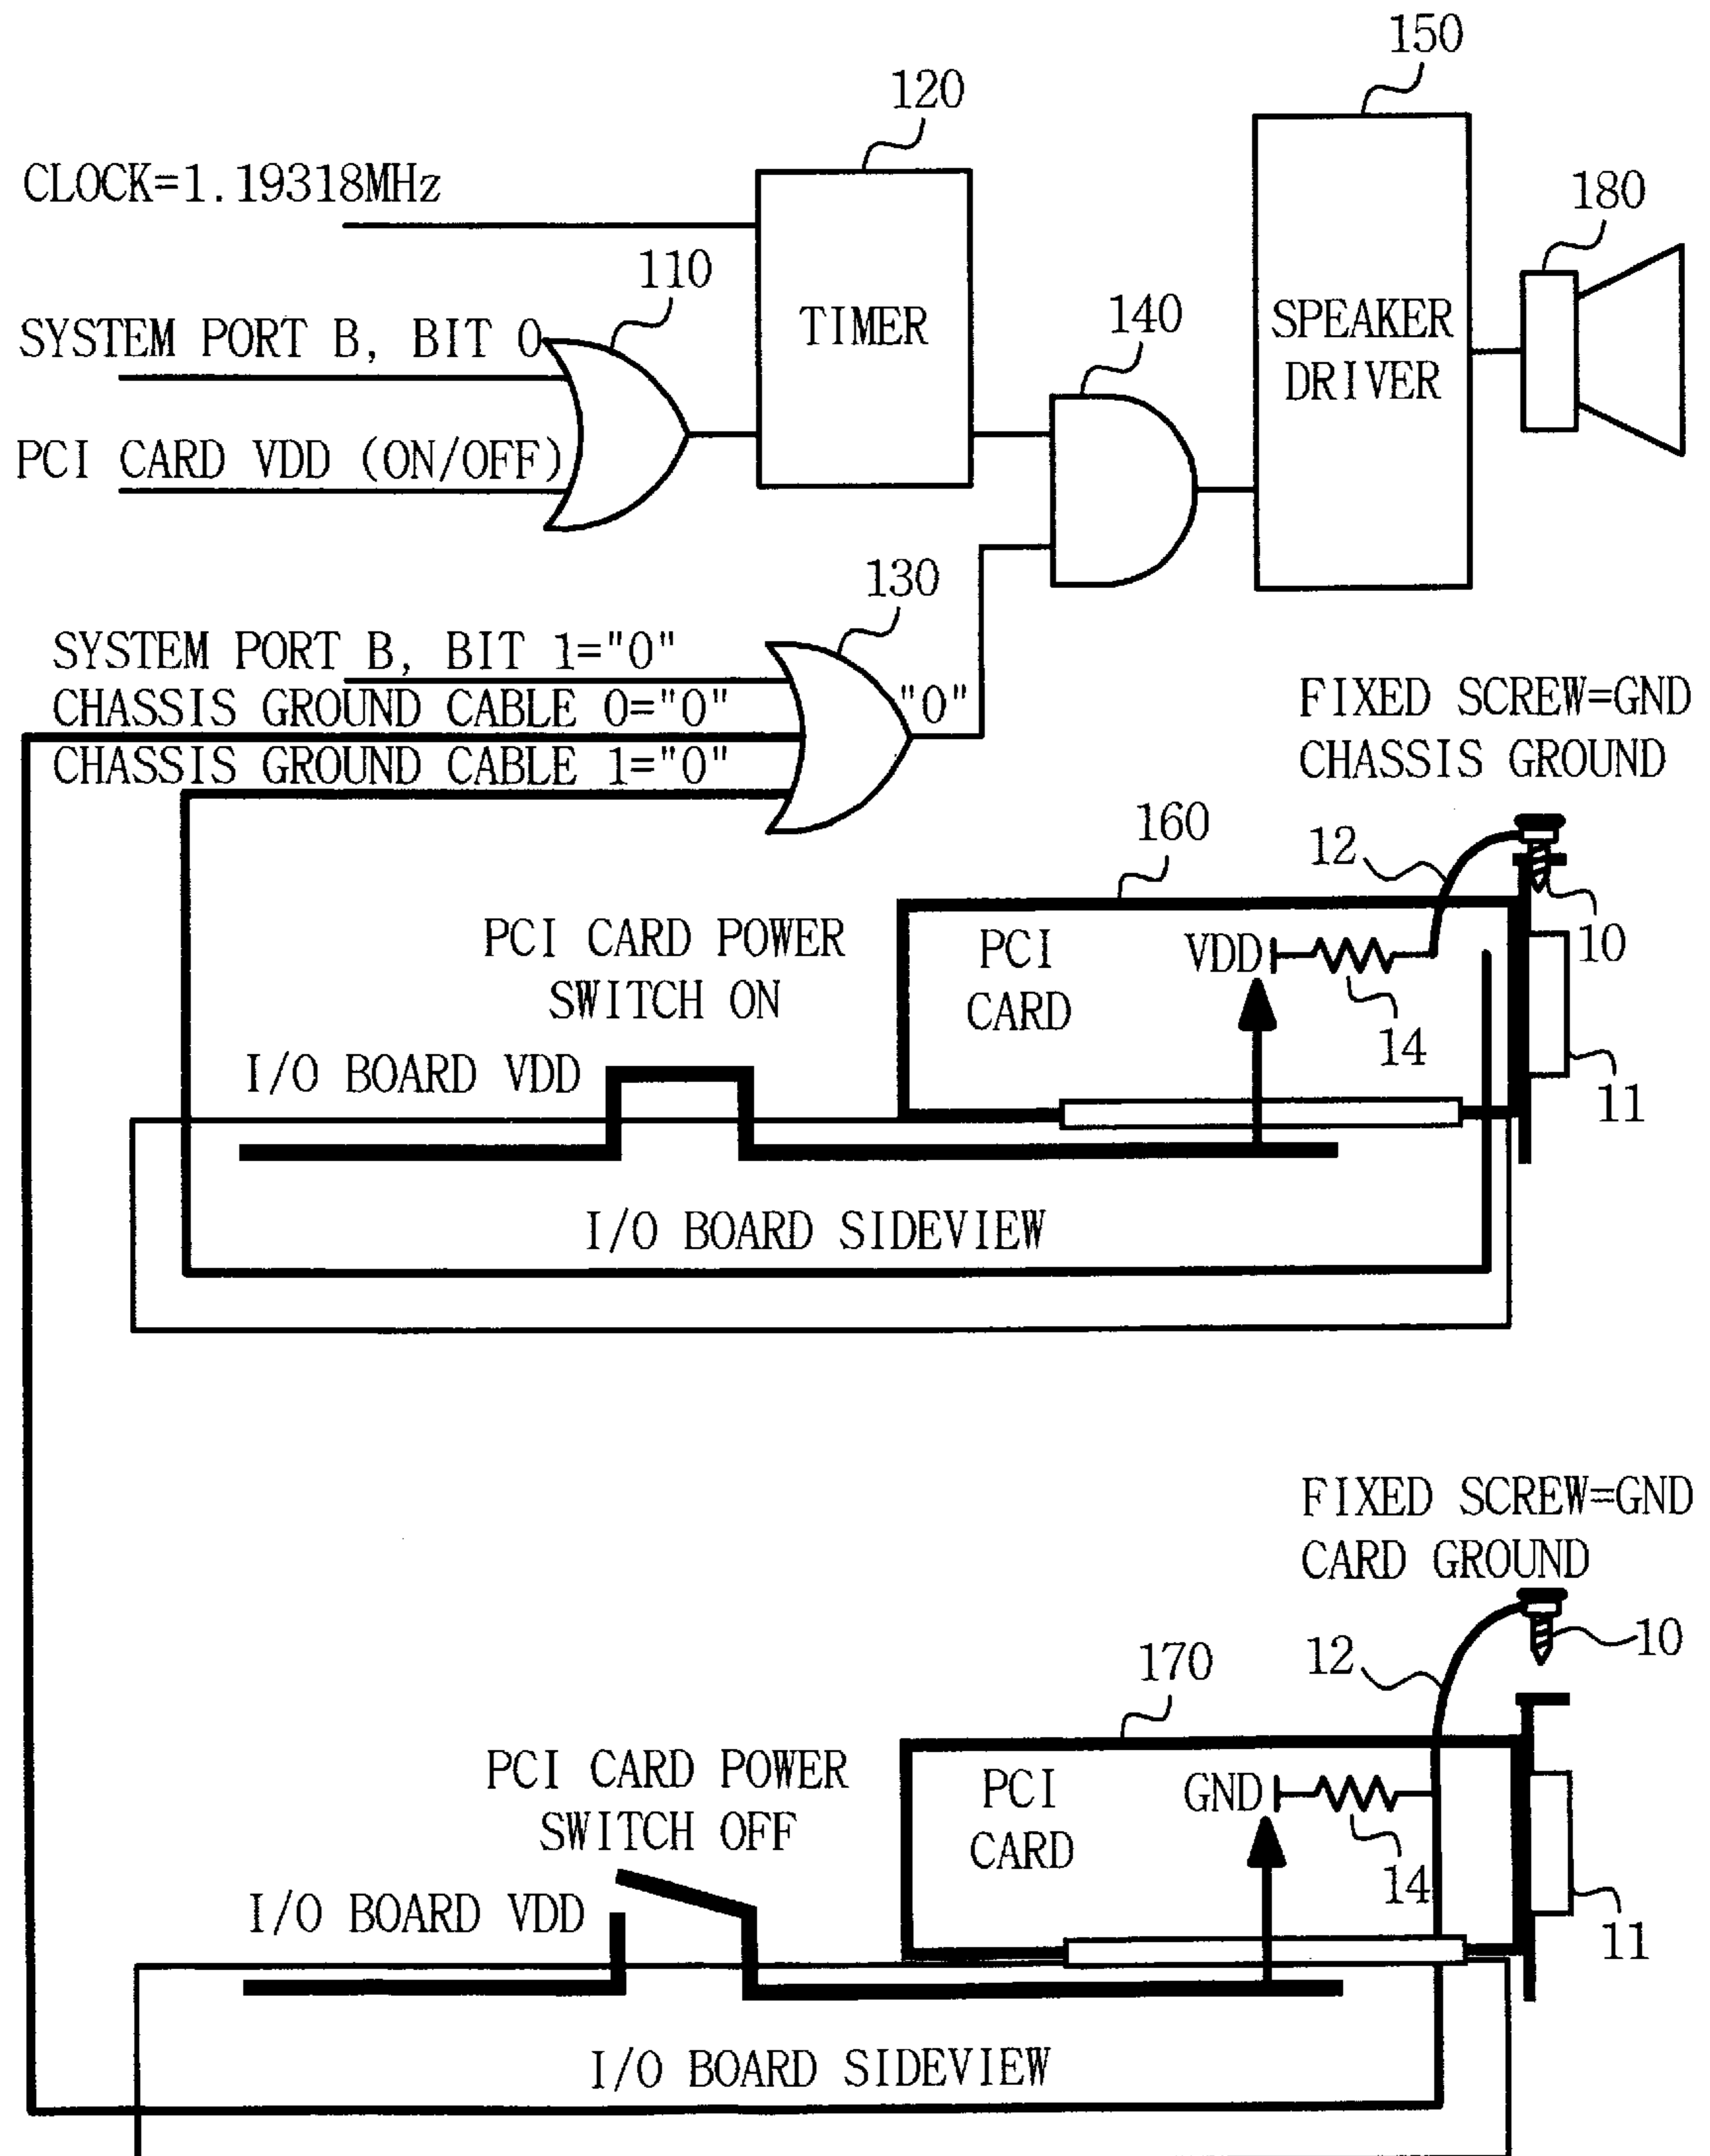 150
120
CLOCK=1.19318MHz
180
110
140
SYSTEM PORT B, BIT 0
TIMER
SPEAKER
DRIVER
PCI CARD VDD (ON/OFF)
130
SYSTEM PORT B, BIT 1="0"
CHASSIS GROUND CABLE 0="0"
"0"
CHASSIS GROUND CABLE 1="0"
FIXED SCREW=GND
CHASSIS GROUND
160
12
10
PCI CARD POWER
SWITCH ON
PCI
CARD
VDD
14
11
I/O BOARD VDD
I/O BOARD SIDEVIEW
FIXED SCREW=GND
CARD GROUND
170
12
10
PCI CARD POWER
SWITCH OFF
PCI
CARD
GND
14
11
I/O BOARD VDD
I/O BOARD SIDEVIEW